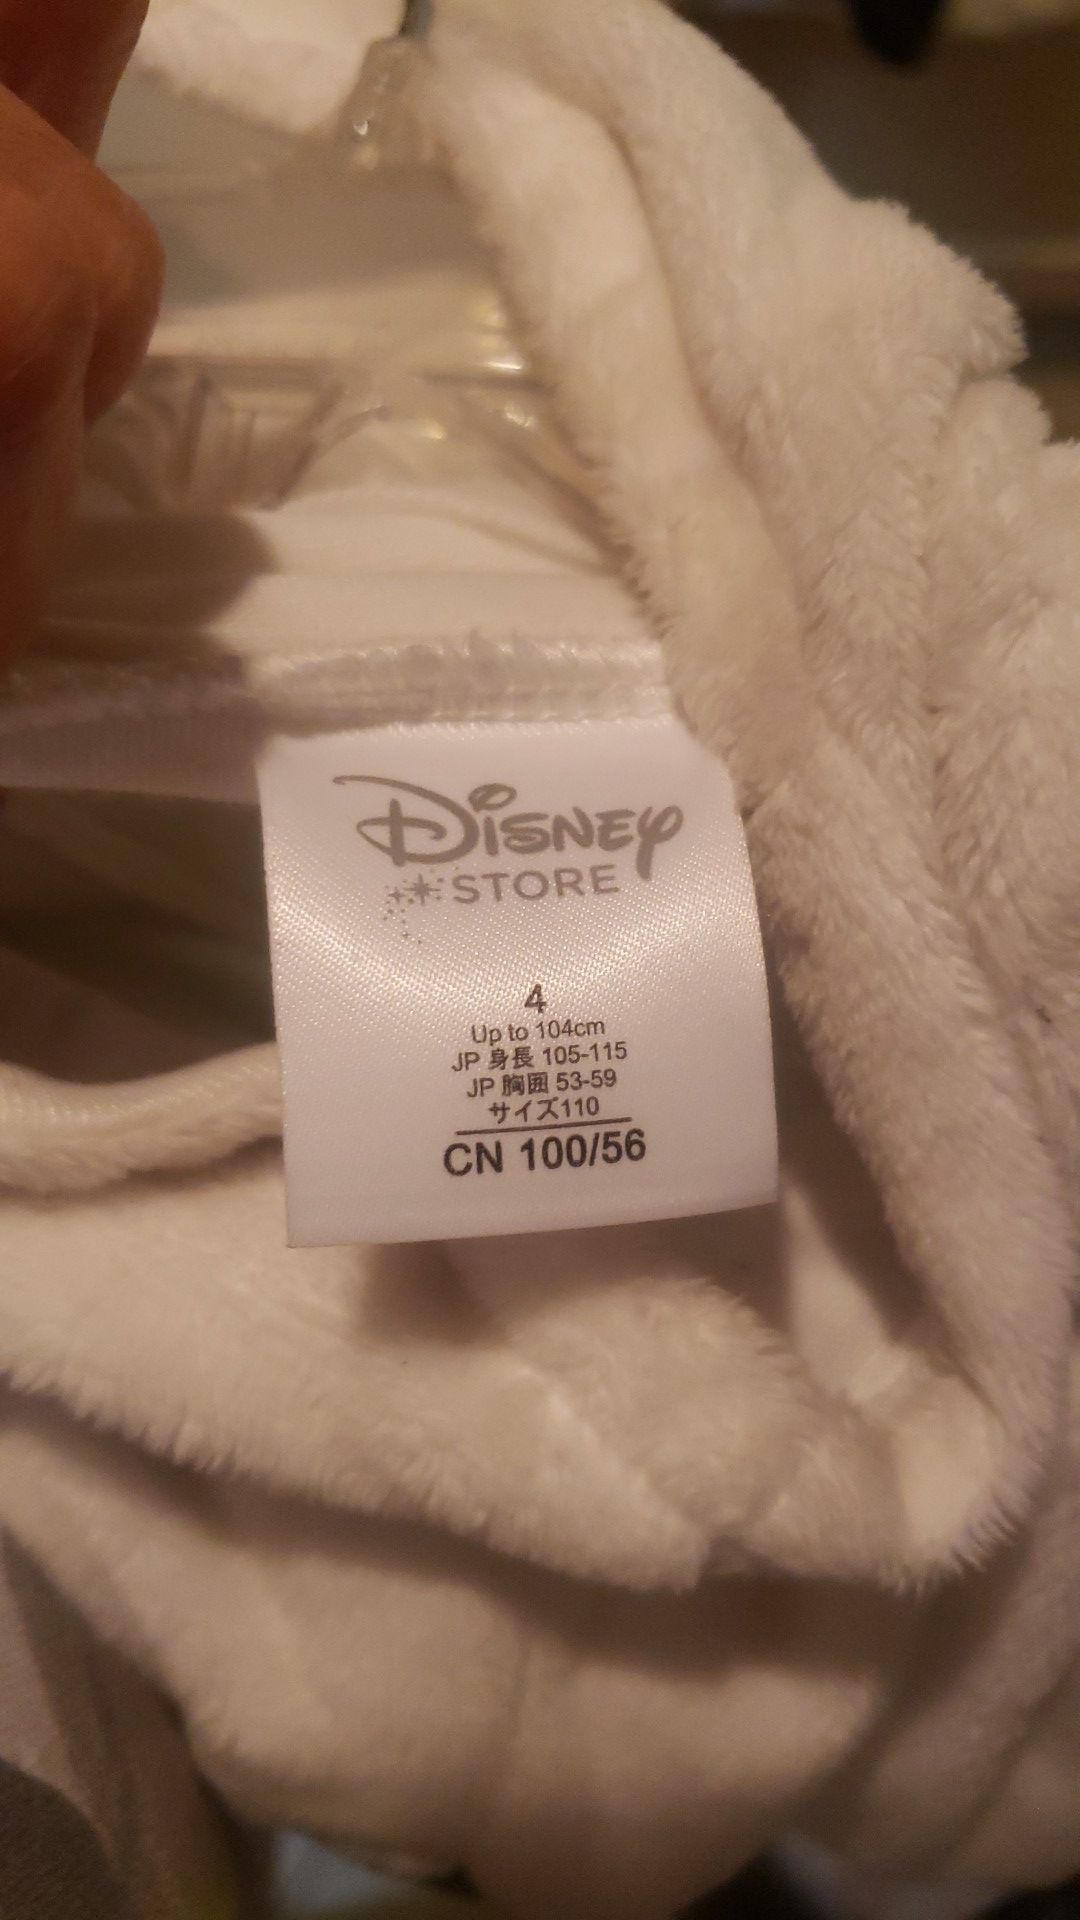 Disney
STORE
4
Up to 104cm
JP 身長 105-115
JP 胸囲 53-59
サイズ110
CN 100/56